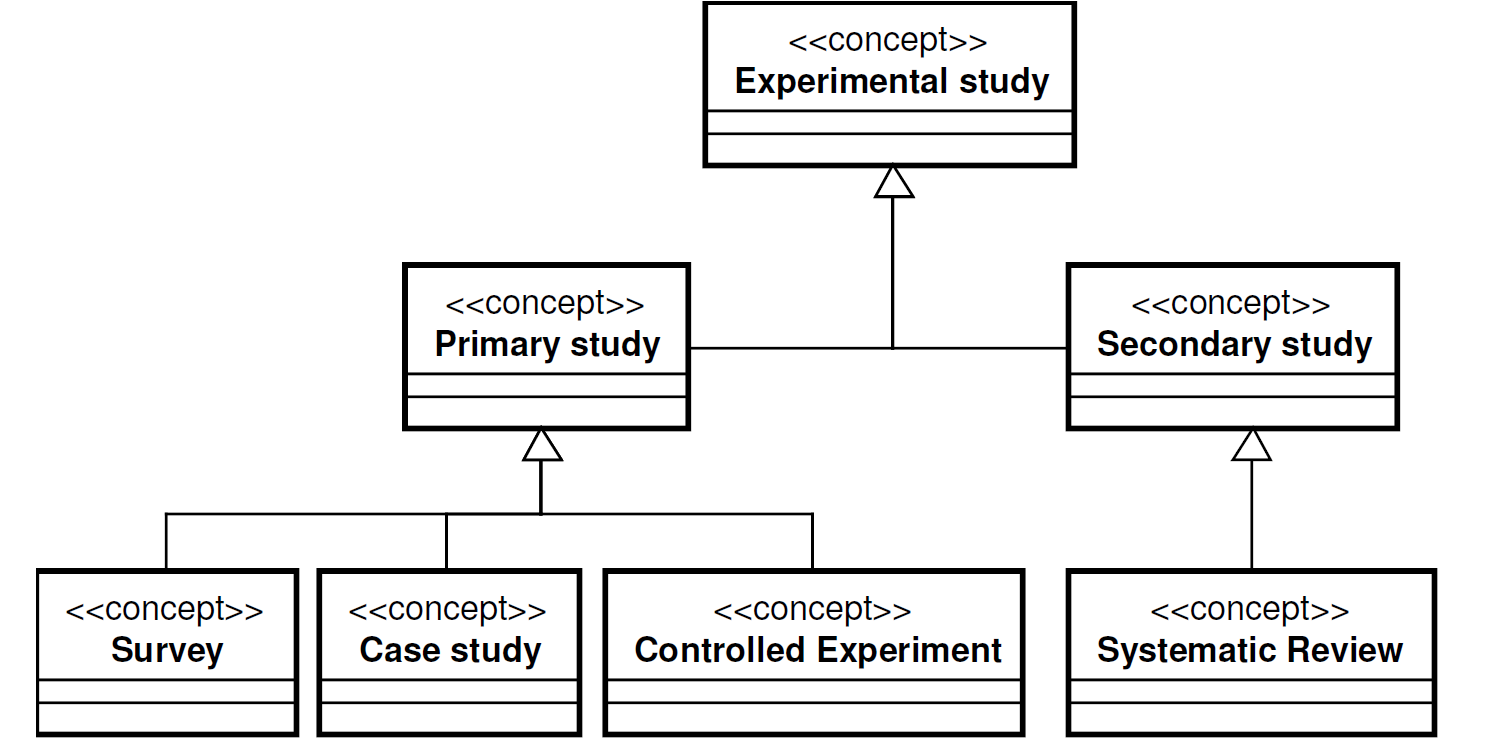 <<concept>>
Experimental study
<<concept>>
Primary study
<<concept>>
Secondary study
<<concept>>
Survey
<<concept>>
Case study
<<concept>>
Controlled Experiment
<<concept>>
Systematic Review